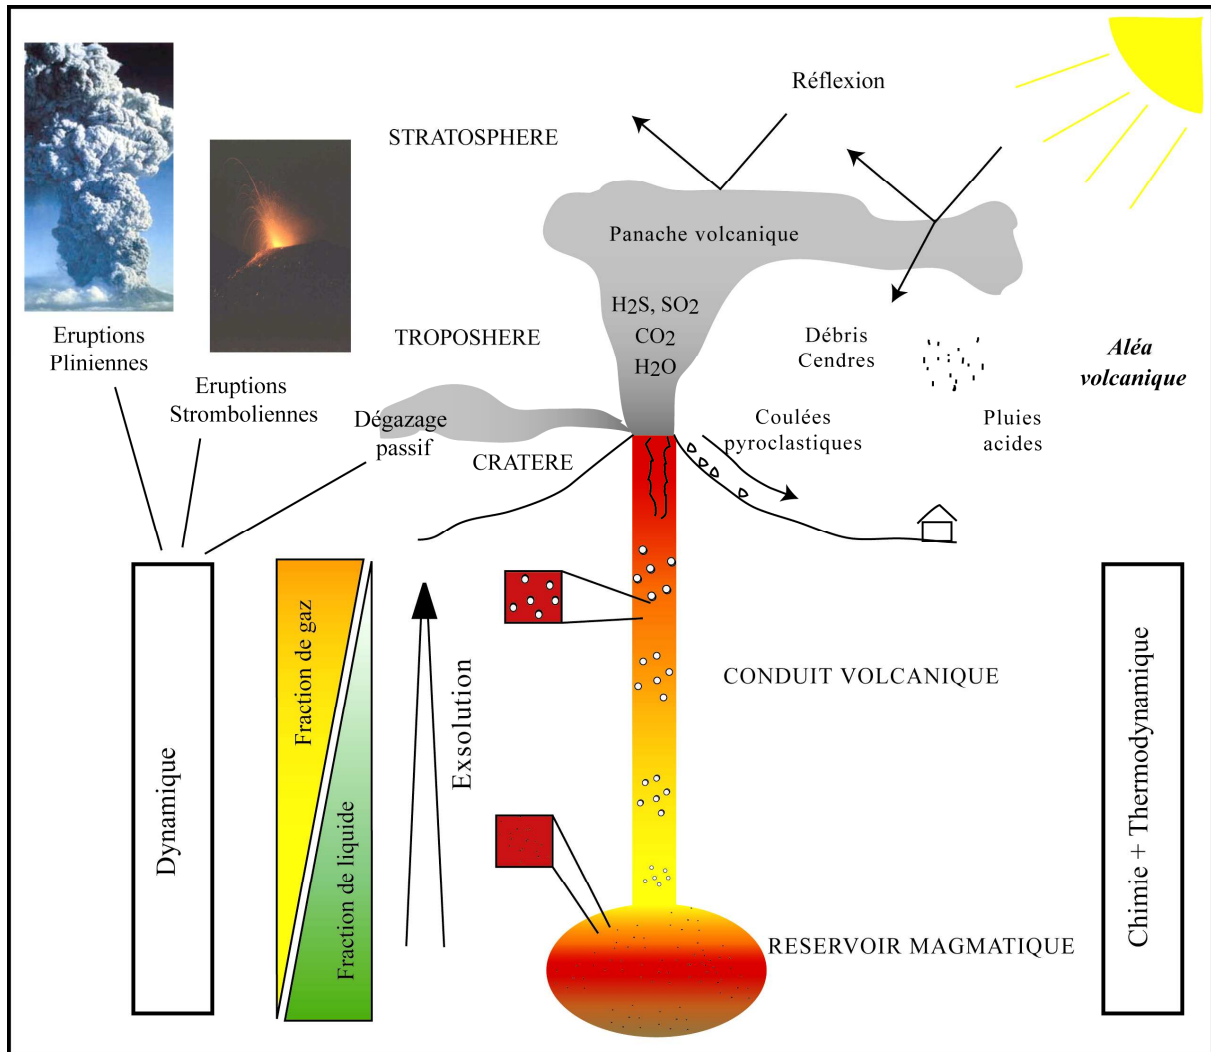 Réflexion
STRATOSPHERE
Panache volcanique
H2S, SO2
CO2
H2O
TROPOSHERE
Débris
Cendres
Aléa
volcanique
Eruptions
Pliniennes
Eruptions
Stromboliennes
Dégazage
passif
CRATERE
Coulées
pyroclastiques
Pluies
acides
Dynamique
Fraction de gaz
Fraction de liquide
Exsolution
CONDUIT VOLCANIQUE
RESERVOIR MAGMATIQUE
Chimie + Thermodynamique